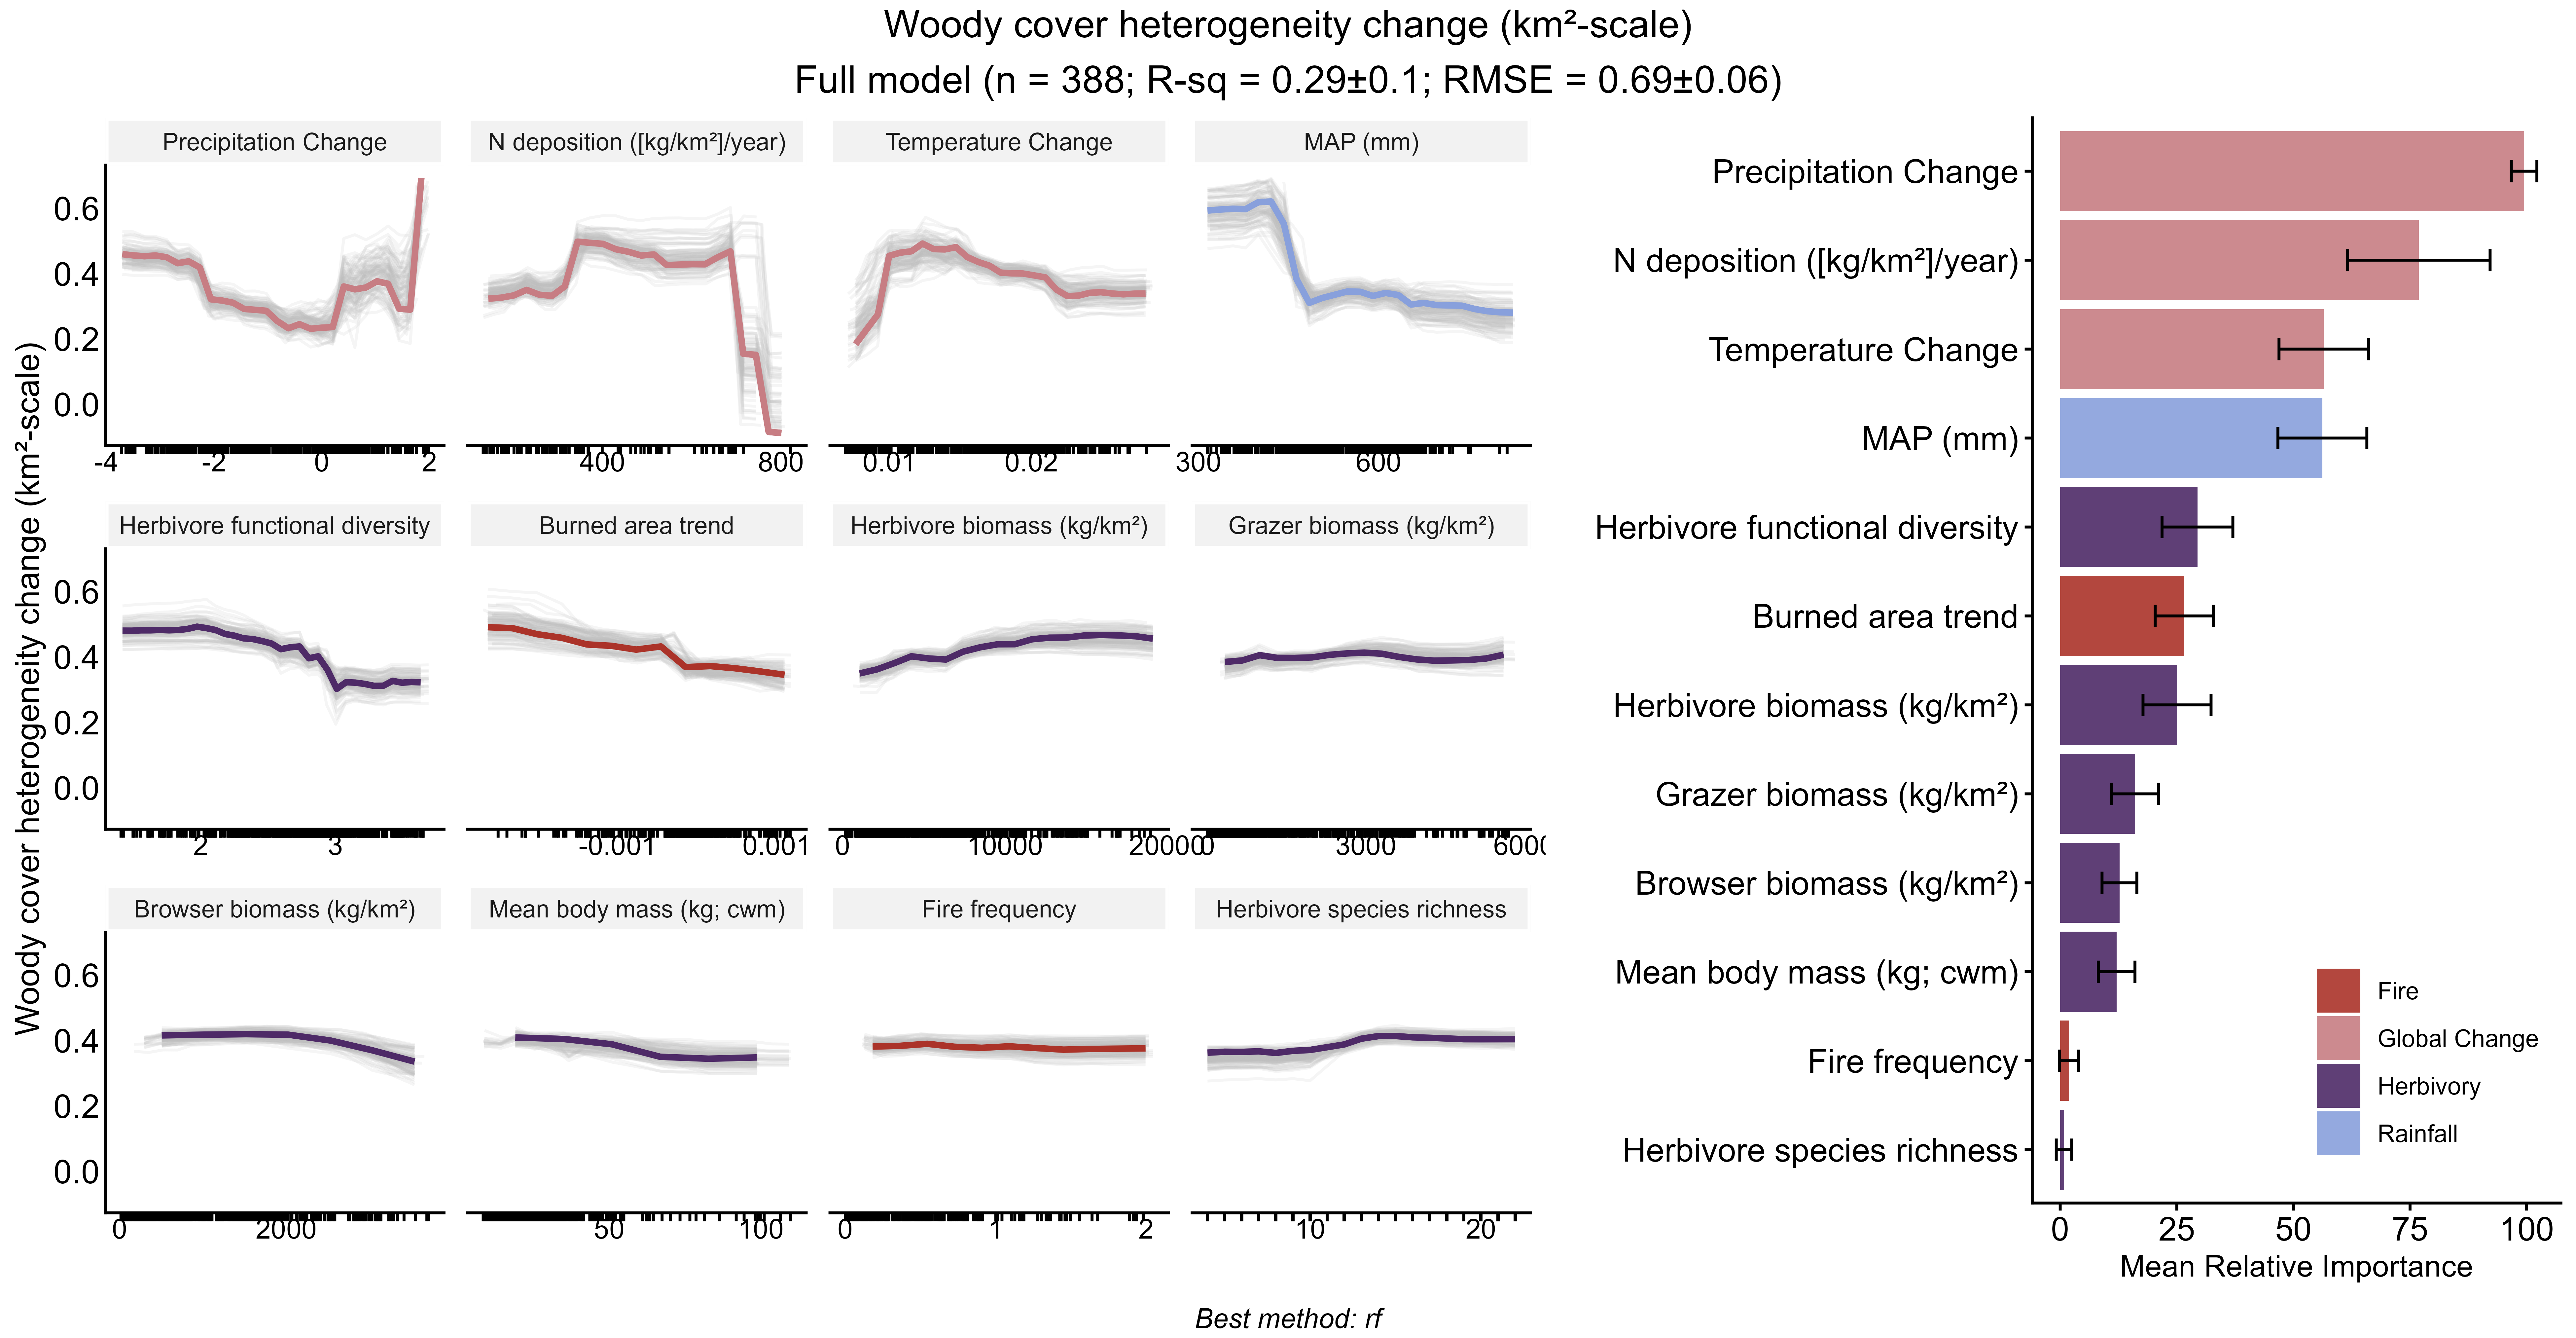 Woody cover heterogeneity change (km²-scale)
Full model (n = 388; R-sq = 0.29±0.1; RMSE = 0.69±0.06)
Woody cover heterogeneity change (km²-scale)
Precipitation Change
N deposition ([kg/km²]/year)
Temperature Change
MAP (mm)
0.6
0.4
0.2
0.0
-4
-2
0
2
400
800
0.01
0.02
300
600
Herbivore functional diversity
Burned area trend
Herbivore biomass (kg/km²)
Grazer biomass (kg/km²)
0.6
0.4
0.2
0.0
2
3
-0.001
0.001
0
10000
20000
0
3000
6000
Browser biomass (kg/km²)
Mean body mass (kg; cwm)
Fire frequency
Herbivore species richness
0.6
0.4
0.2
0.0
0
2000
50
100
0
1
2
10
20
Best method: rf
Precipitation Change
N deposition ([kg/km²]/year)
Temperature Change
MAP (mm)
Herbivore functional diversity
Burned area trend
Herbivore biomass (kg/km²)
Grazer biomass (kg/km²)
Browser biomass (kg/km²)
Mean body mass (kg; cwm)
Fire frequency
Herbivore species richness
Fire
Global Change
Herbivory
Rainfall
0
25
50
75
100
Mean Relative Importance